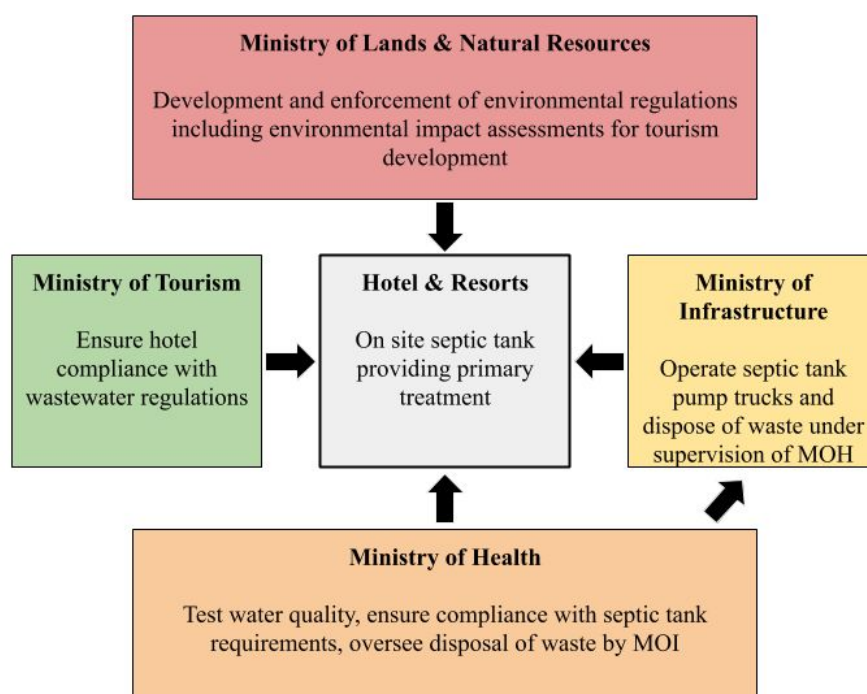 Ministry of Lands & Natural Resources
Development and enforcement of environmental regulations
including environmental impact assessments for tourism
development
Ministry of Tourism
Ensure hotel
compliance with
wastewater regulations
Hotel & Resorts
On site septic tank
providing primary
treatment
Ministry of
Infrastructure
Operate septic tank
pump trucks and
dispose of waste under
supervision of MOH
Ministry of Health
Test water quality, ensure compliance with septic tank
requirements, oversee disposal of waste by MOI